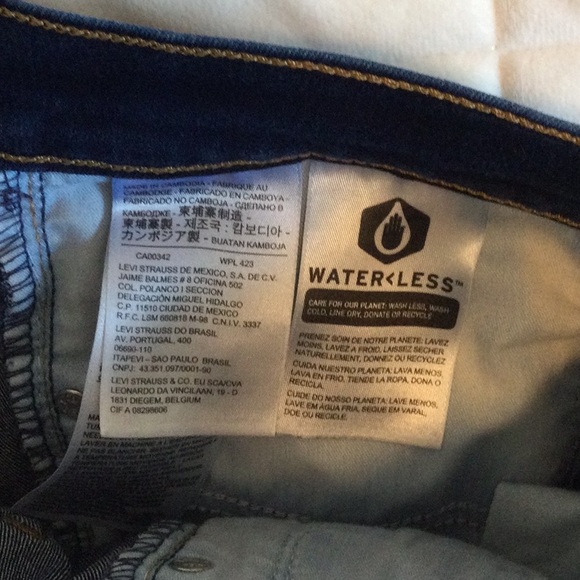 MADE IN CAMBODIA - FABRIQUE AU
CAMBODGE - FABRICADO EN CAMBOYA -
FABRICADO NO CAMBOJA - СДЕЛАНО В
КАМБОДЖЕ - 柬埔寨制造 -
柬埔寨製 - 제조국: 캄보디아 -
カンボジア製 - BUATAN KAMBOJA
CA00342 WPL 423
LEVI STRAUSS DE MEXICO, S.A. DE C.V.
JAIME BALMES # 8 OFICINA 502
COL. POLANCO I SECCION
DELEGACIÓN MIGUEL HIDALGO
C.P. 11510 CIUDAD DE MEXICO
R.F.C. LSM 650818 M-98 C.N.I.V. 3337
LEVI STRAUSS DO BRASIL
AV. PORTUGAL, 400
06690-110
ITAPEVI - SAO PAULO BRASIL
CNPJ: 43.351.097/0001-90
LEVI STRAUSS & CO. EU SCA/CVA
LEONARDO DA VINCILAAN, 19 - D
1831 DIEGEM, BELGIUM
CIF A 08298606
WATER<LESS™
CARE FOR OUR PLANET: WASH LESS, WASH
COLD, LINE DRY, DONATE OR RECYCLE
PRENEZ SOIN DE NOTRE PLANETE: LAVEZ
MOINS, LAVEZ A FROID, LAISSEZ SECHER
NATURELLEMENT, DONNEZ OU RECYCLEZ
CUIDA NUESTRO PLANETA: LAVA MENOS,
LAVA EN FRIO, TIENDE LA ROPA, DONA O
RECICLA.
CUIDE DO NOSSO PLANETA: LAVE MENOS,
LAVE EM ÁGUA FRIA, SEQUE EM VARAL,
DOE OU RECICLE.